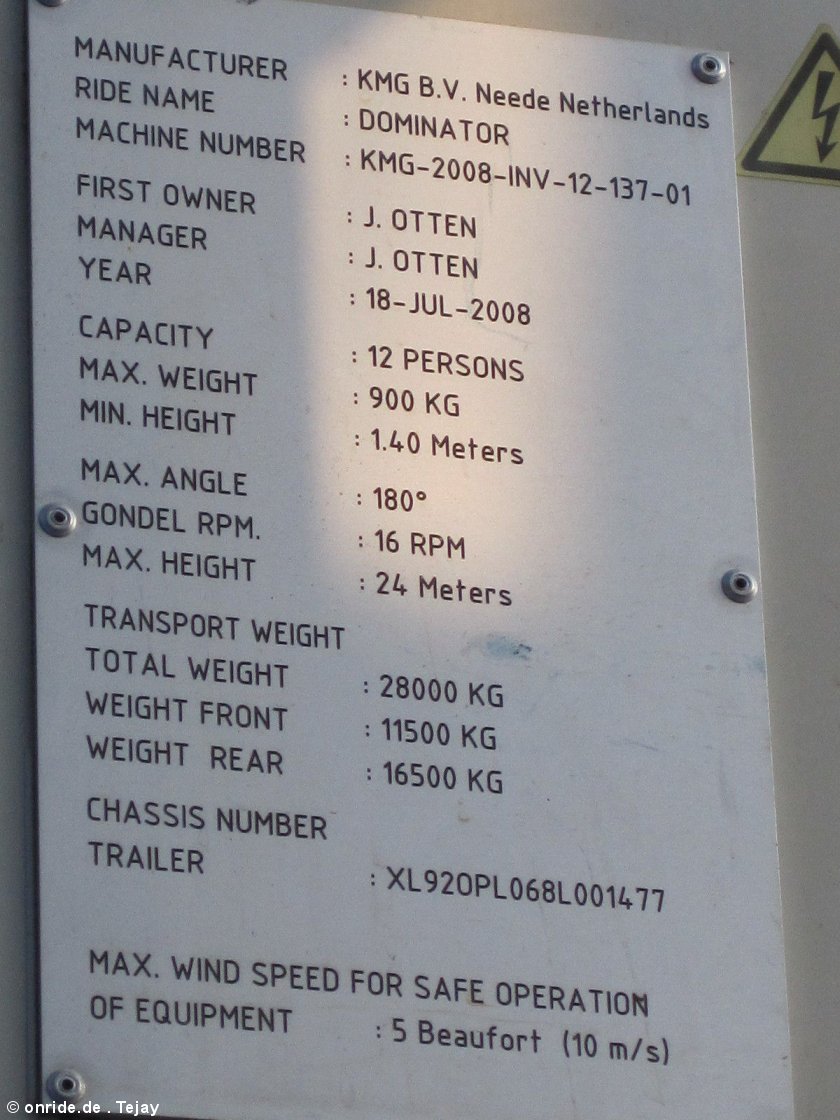 MANUFACTURER : KMG B.V. Neede Netherlands
RIDE NAME : DOMINATOR
MACHINE NUMBER : KMG-2008-INV-12-137-01
FIRST OWNER : J. OTTEN
MANAGER : J. OTTEN
YEAR : 18-JUL-2008
CAPACITY : 12 PERSONS
MAX. WEIGHT : 900 KG
MIN. HEIGHT : 1.40 Meters
MAX. ANGLE : 180°
GONDEL RPM. : 16 RPM
MAX. HEIGHT : 24 Meters
TRANSPORT WEIGHT
TOTAL WEIGHT : 28000 KG
WEIGHT FRONT : 11500 KG
WEIGHT REAR : 16500 KG
CHASSIS NUMBER
TRAILER : XL920PL068L001477
MAX. WIND SPEED FOR SAFE OPERATION
OF EQUIPMENT : 5 Beaufort (10 m/s)
© onride.de . Tejay